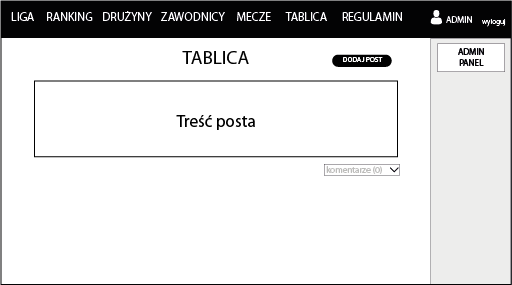 LIGA RANKING DRUŻYNY ZAWODNICY MECZE TABLICA REGULAMIN ADMIN wyloguj
TABLICA
DODAJ POST
ADMIN
PANEL
Treść posta
komentarze (0)